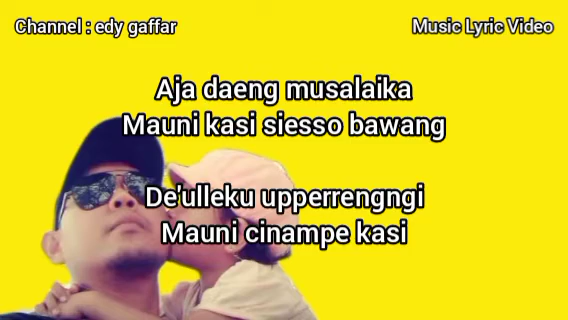 Channel : edy gaffar
Music Lyric Video
Aja daeng musalaika
Mauni kasi siesso bawang
De'ulleku upperrengngi
Mauni cinampe kasi